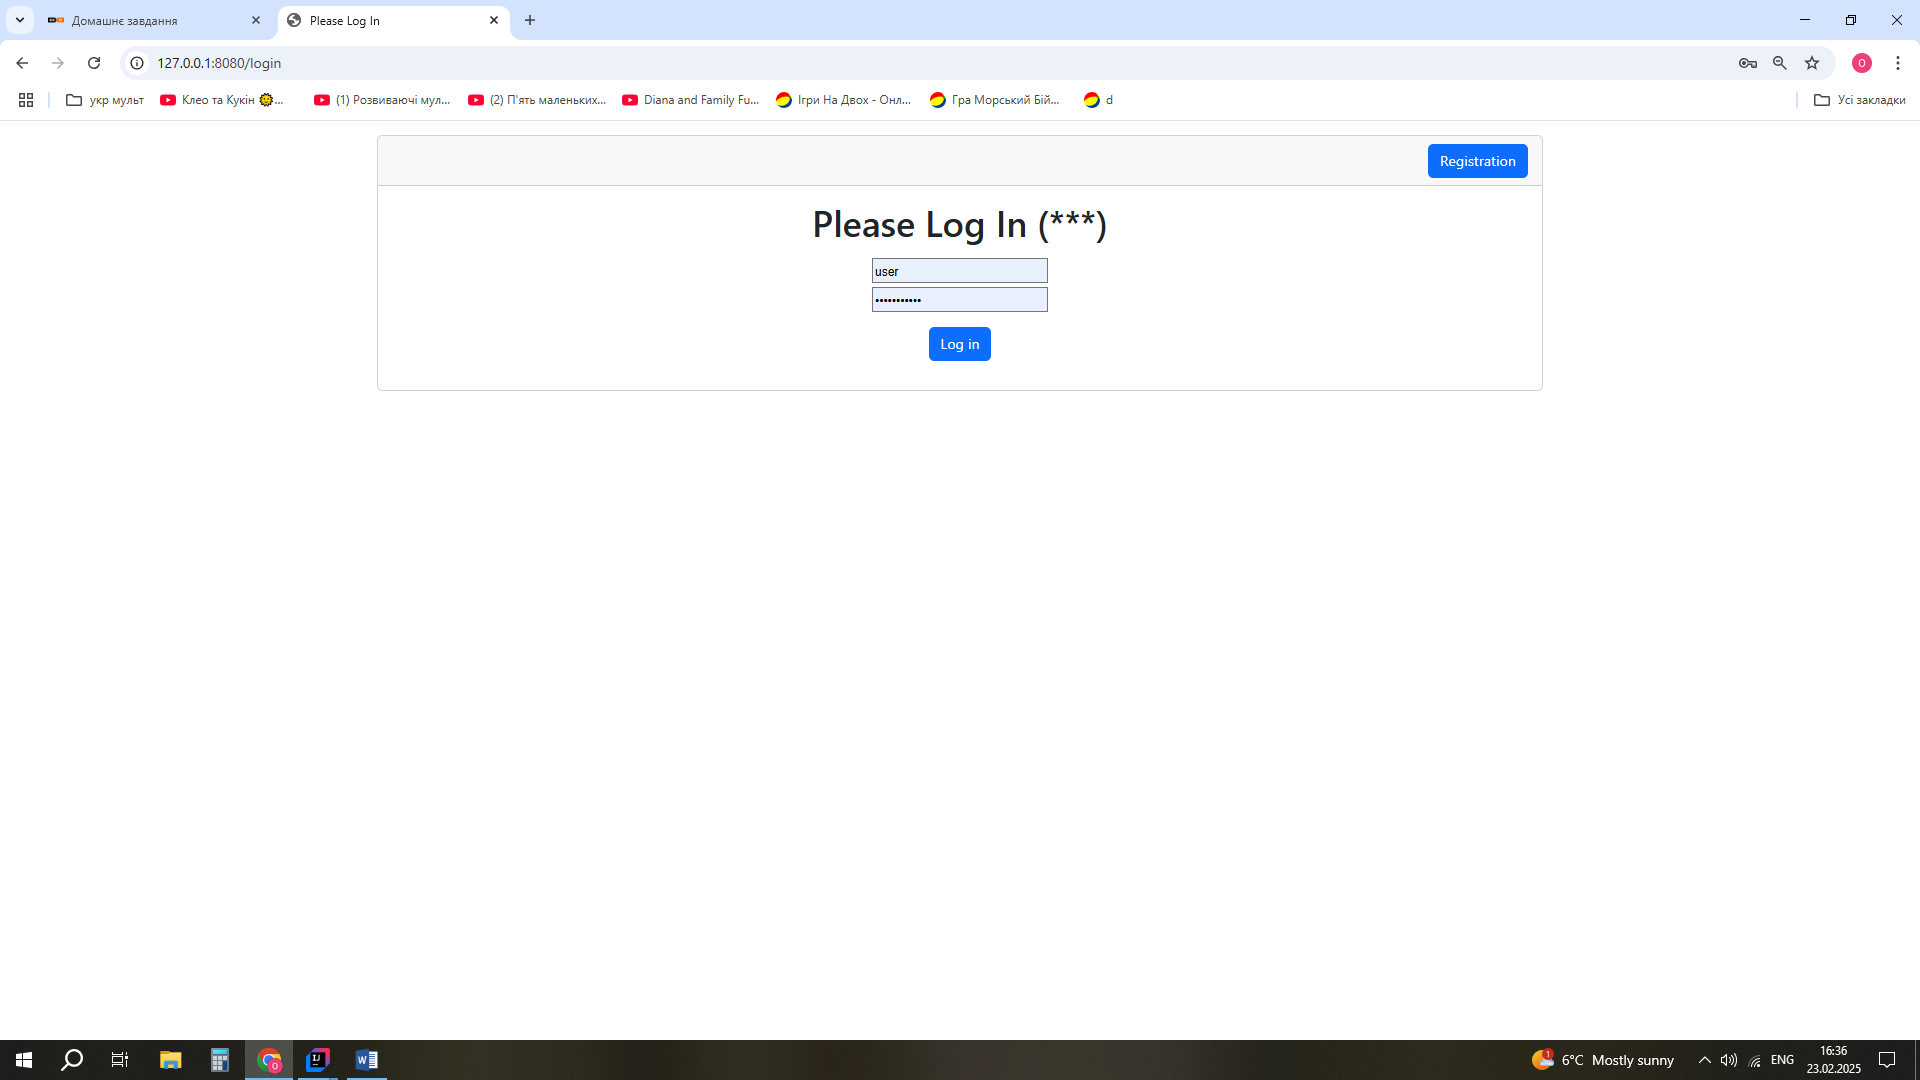 Домашнє завдання
Please Log In
127.0.0.1:8080/login
O
укр мульт
Клео та Кукін 🌞...
(1) Розвиваючі мул...
(2) П'ять маленьких...
Diana and Family Fu...
Ігри На Двох - Онл...
Гра Морський Бій...
d
Усі закладки
Registration
Please Log In (***)
user
•••••••••••
Log in
1
6°C Mostly sunny
ENG
16:36
23.02.2025